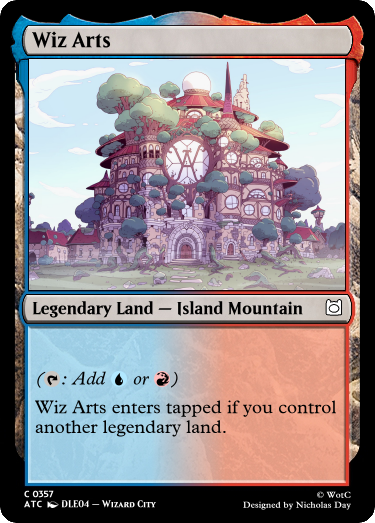 Wiz Arts
Legendary Land — Island Mountain
(: Add or )
Wiz Arts enters tapped if you control
another legendary land.
C 0357
ATC DLE04 – Wizard City
© WotC
Designed by Nicholas Day